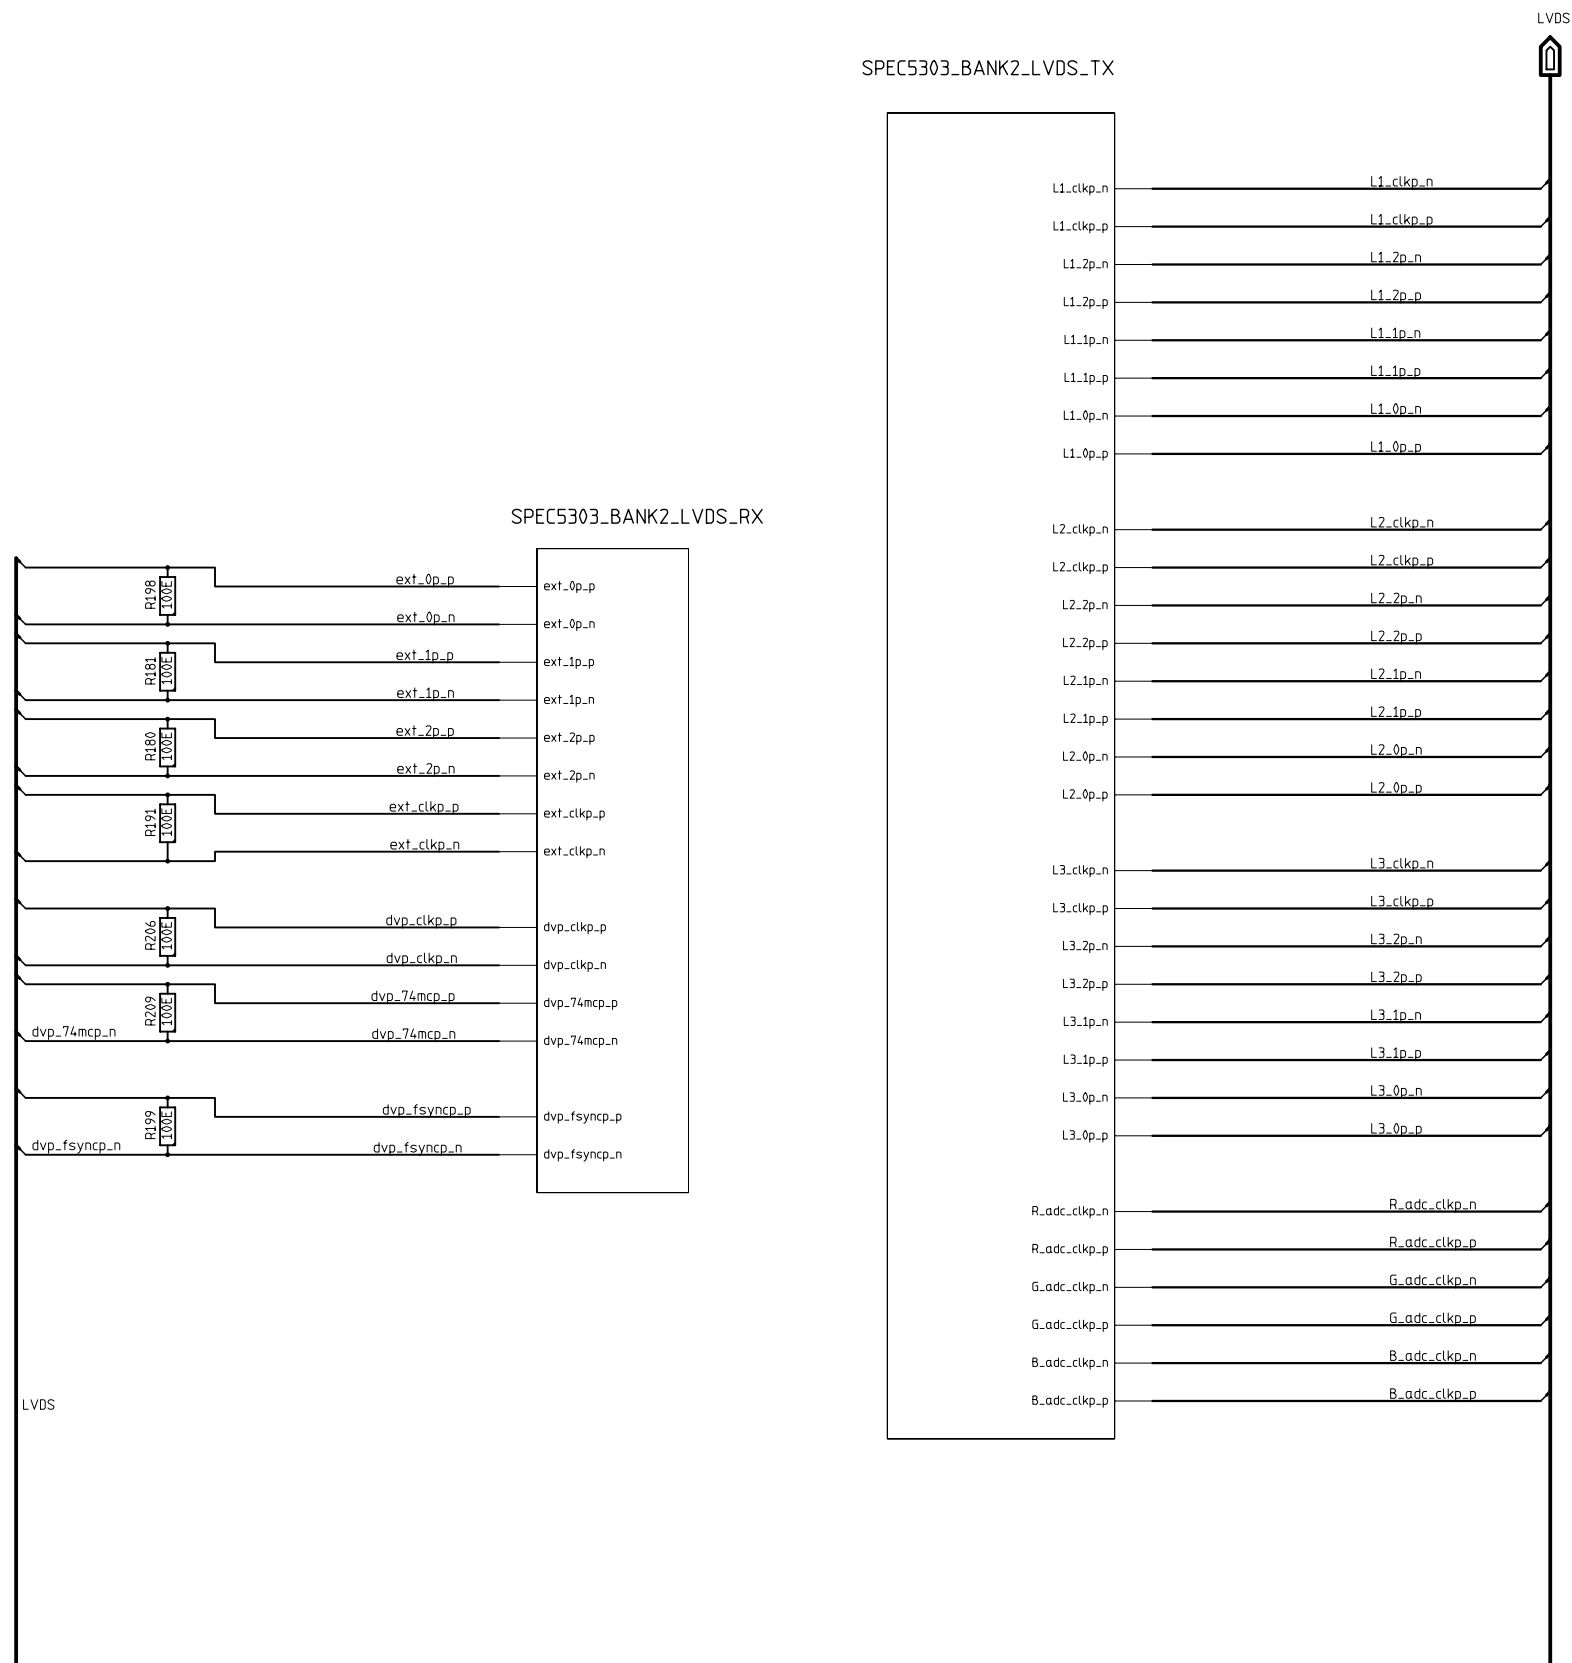 LVDS
SPEC5303_BANK2_LVDS_TX
L1_clkp_n L1_clkp_n
L1_clkp_p L1_clkp_p
L1_2p_n L1_2p_n
L1_2p_p L1_2p_p
L1_1p_n L1_1p_n
L1_1p_p L1_1p_p
L1_0p_n L1_0p_n
L1_0p_p L1_0p_p
L2_clkp_n L2_clkp_n
L2_clkp_p L2_clkp_p
L2_2p_n L2_2p_n
L2_2p_p L2_2p_p
L2_1p_n L2_1p_n
L2_1p_p L2_1p_p
L2_0p_n L2_0p_n
L2_0p_p L2_0p_p
L3_clkp_n L3_clkp_n
L3_clkp_p L3_clkp_p
L3_2p_n L3_2p_n
L3_2p_p L3_2p_p
L3_1p_n L3_1p_n
L3_1p_p L3_1p_p
L3_0p_n L3_0p_n
L3_0p_p L3_0p_p
R_adc_clkp_n R_adc_clkp_n
R_adc_clkp_p R_adc_clkp_p
G_adc_clkp_n G_adc_clkp_n
G_adc_clkp_p G_adc_clkp_p
B_adc_clkp_n B_adc_clkp_n
B_adc_clkp_p B_adc_clkp_p
SPEC5303_BANK2_LVDS_RX
R198 100E
ext_0p_p ext_0p_p
ext_0p_n ext_0p_n
R181 100E
ext_1p_p ext_1p_p
ext_1p_n ext_1p_n
R180 100E
ext_2p_p ext_2p_p
ext_2p_n ext_2p_n
R191 100E
ext_clkp_p ext_clkp_p
ext_clkp_n ext_clkp_n
R206 100E
dvp_clkp_p dvp_clkp_p
dvp_clkp_n dvp_clkp_n
R209 100E
dvp_74mcp_p dvp_74mcp_p
dvp_74mcp_n dvp_74mcp_n dvp_74mcp_n
R199 100E
dvp_fsyncp_p dvp_fsyncp_p
dvp_fsyncp_n dvp_fsyncp_n dvp_fsyncp_n
LVDS